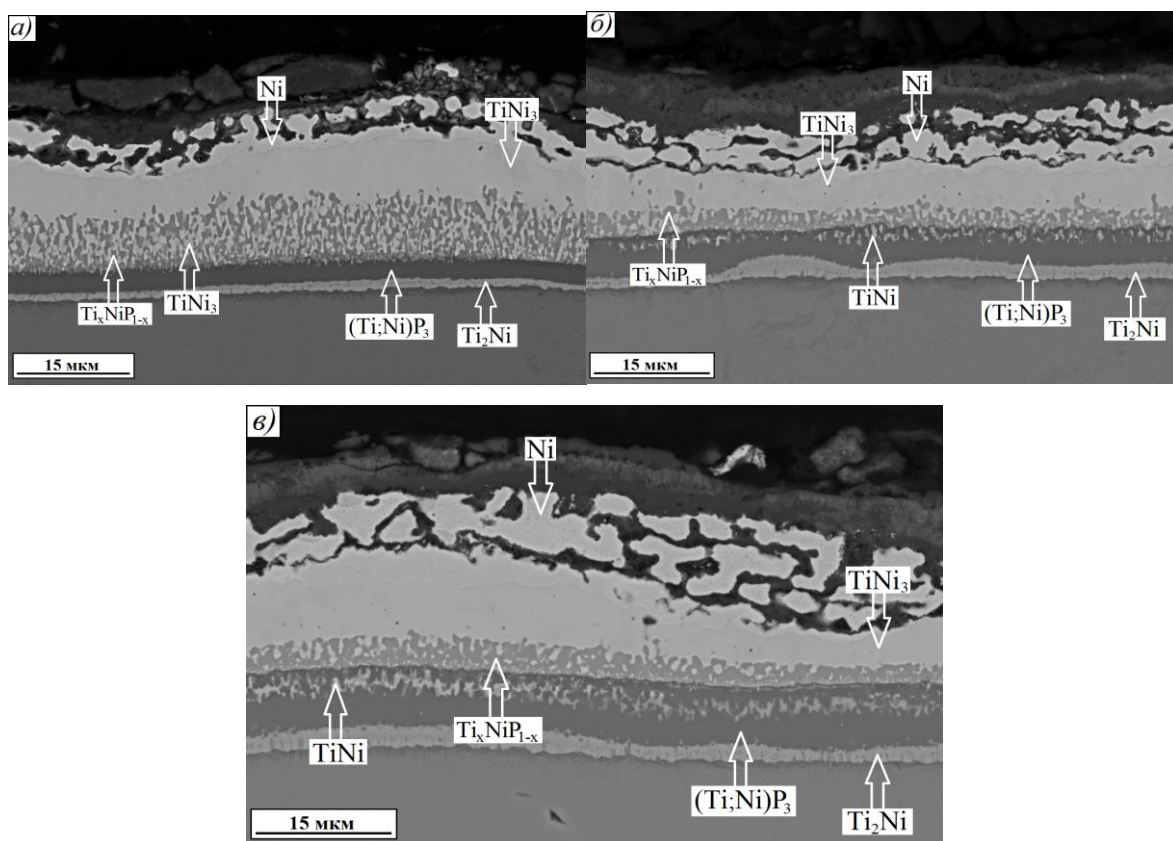 а)
Ni
TiNi₃
TiₓNiP₁₋ₓ
TiNi₃
(Ti;Ni)P₃
Ti₂Ni
15 мкм
б)
Ni
TiNi₃
TiₓNiP₁₋ₓ
TiNi
(Ti;Ni)P₃
Ti₂Ni
15 мкм
в)
Ni
TiNi₃
TiNi
TiₓNiP₁₋ₓ
(Ti;Ni)P₃
Ti₂Ni
15 мкм